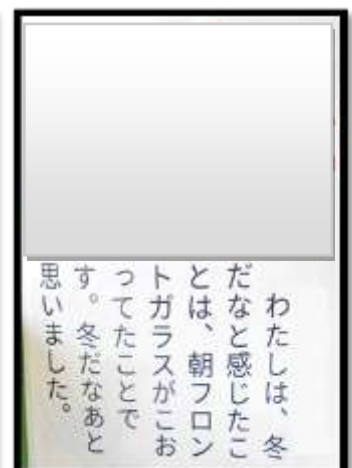 わたしは、冬
だなと感じたこ
とは、朝フロン
トガラスがこお
ってたことで
す。冬だなあと
思いました。